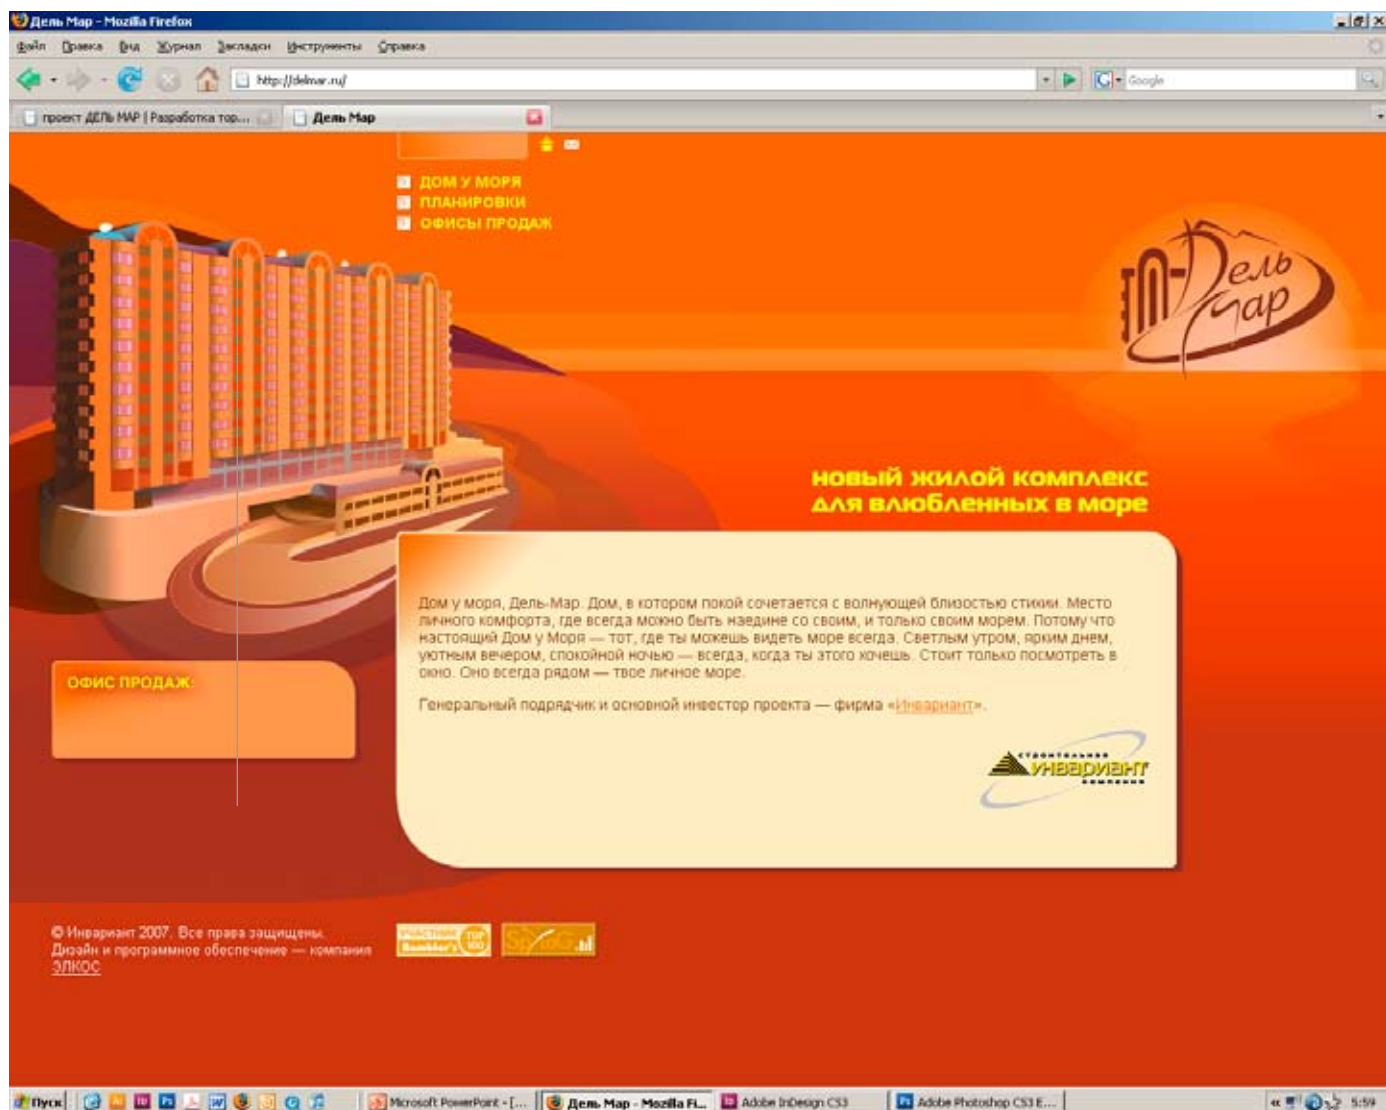 Дель Мар - Mozilla Firefox
Файл Правка Вид Журнал Закладки Инструменты Справка
http://delmar.ru/
Google
проект ДЕЛЬ МАР | Разработка тор...
Дель Мар
ДОМ У МОРЯ
ПЛАНИРОВКИ
ОФИСЫ ПРОДАЖ
Дель
Мар
новый жилой комплекс
для влюбленных в море
Дом у моря, Дель-Мар. Дом, в котором покой сочетается с волнующей близостью стихии. Место
личного комфорта, где всегда можно быть наедине со своим, и только своим морем. Потому что
настоящий Дом у Моря — тот, где ты можешь видеть море всегда. Светлым утром, ярким днем,
уютным вечером, спокойной ночью — всегда, когда ты этого хочешь. Стоит только посмотреть в
окно. Оно всегда рядом — твое личное море.
Генеральный подрядчик и основной инвестор проекта — фирма «Инвариант».
ОФИС ПРОДАЖ:
строительная
ИНВАРИАНТ
компания
© Инвариант 2007. Все права защищены.
Дизайн и программное обеспечение — компания
ЭЛКОС
УЧАСТНИК
Rambler's
TOP
100
SpyLOG
Пуск
Microsoft PowerPoint - [...
Дель Мар - Mozilla Fi...
Adobe InDesign CS3
Adobe Photoshop CS3 E...
5:59